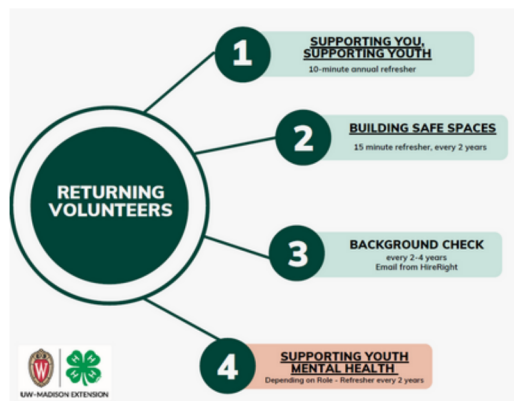 1
SUPPORTING YOU,
SUPPORTING YOUTH
10-minute annual refresher
2
BUILDING SAFE SPACES
15 minute refresher, every 2 years
RETURNING
VOLUNTEERS
3
BACKGROUND CHECK
every 2-4 years
Email from HireRight
4
SUPPORTING YOUTH
MENTAL HEALTH
Depending on Role - Refresher every 2 years
W
H H H H
UW-MADISON EXTENSION